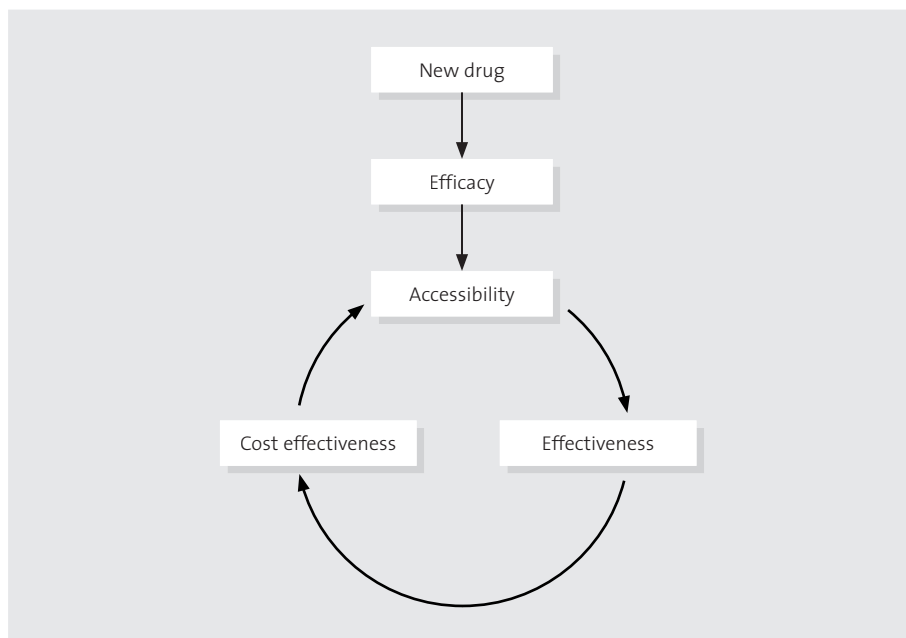 New drug
Efficacy
Accessibility
Cost effectiveness
Effectiveness